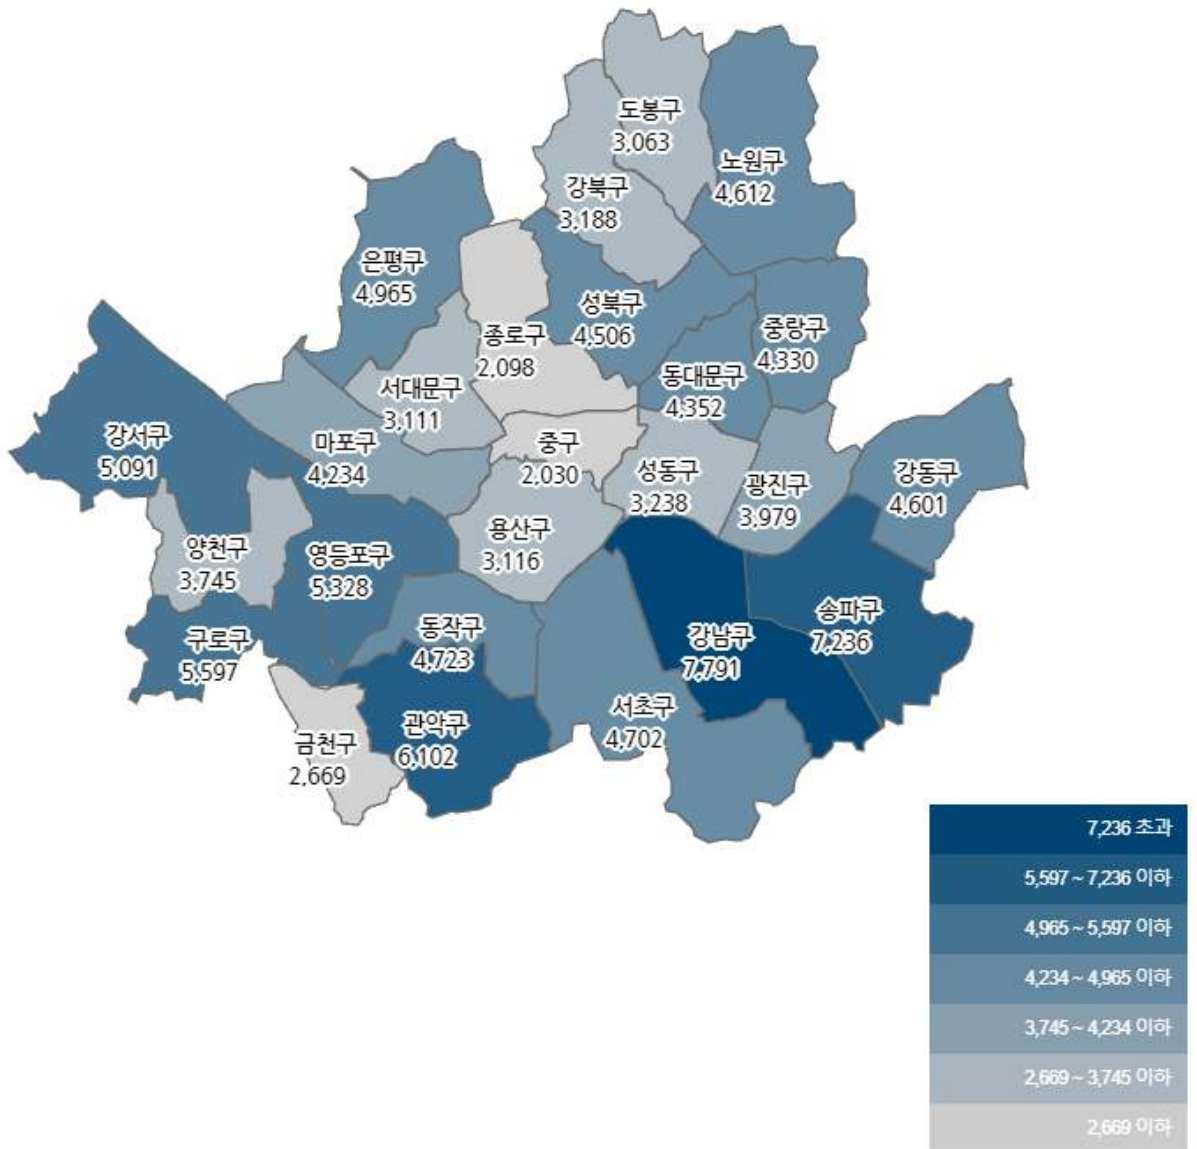 도봉구
3,063
노원구
4,612
강북구
3,188
은평구
4,965
성북구
4,506
종로구
2,098
중랑구
4,330
동대문구
4,352
서대문구
3,111
마포구
4,234
강서구
5,091
중구
2,030
성동구
3,238
광진구
3,979
강동구
4,601
양천구
3,745
영등포구
5,328
용산구
3,116
구로구
5,597
동작구
4,723
강남구
7,791
송파구
7,236
금천구
2,669
관악구
6,102
서초구
4,702
7,236 초과
5,597 ~ 7,236 이하
4,965 ~ 5,597 이하
4,234 ~ 4,965 이하
3,745 ~ 4,234 이하
2,669 ~ 3,745 이하
2,669 이하